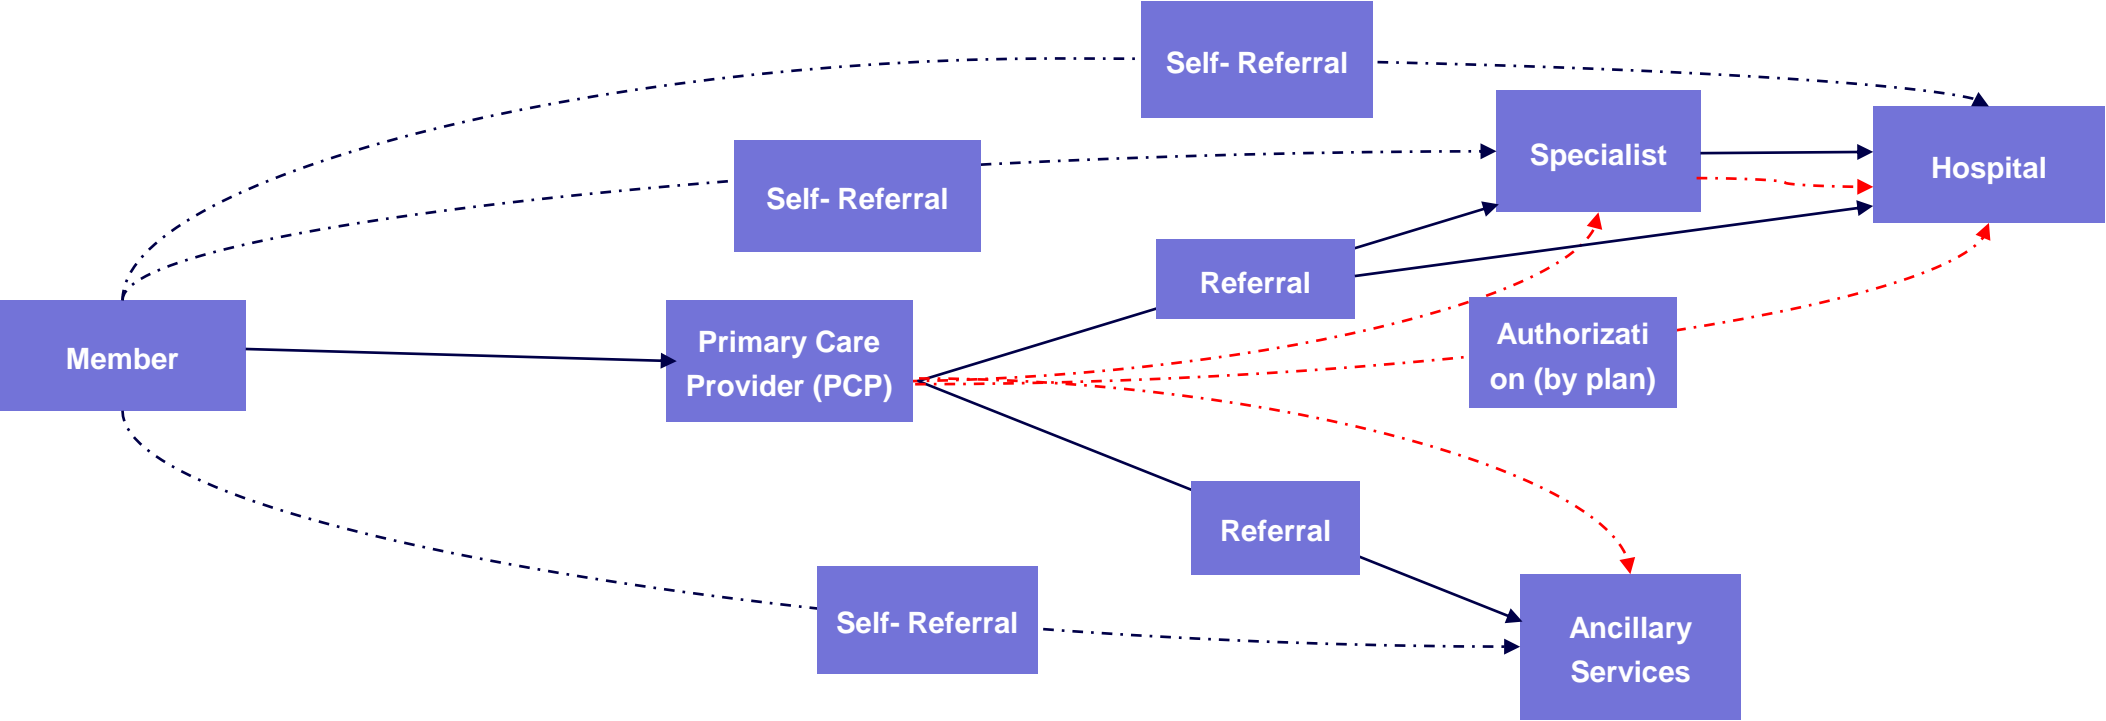 Self- Referral
Specialist
Hospital
Self- Referral
Referral
Member
Primary Care
Provider (PCP)
Authorizati
on (by plan)
Referral
Self- Referral
Ancillary
Services